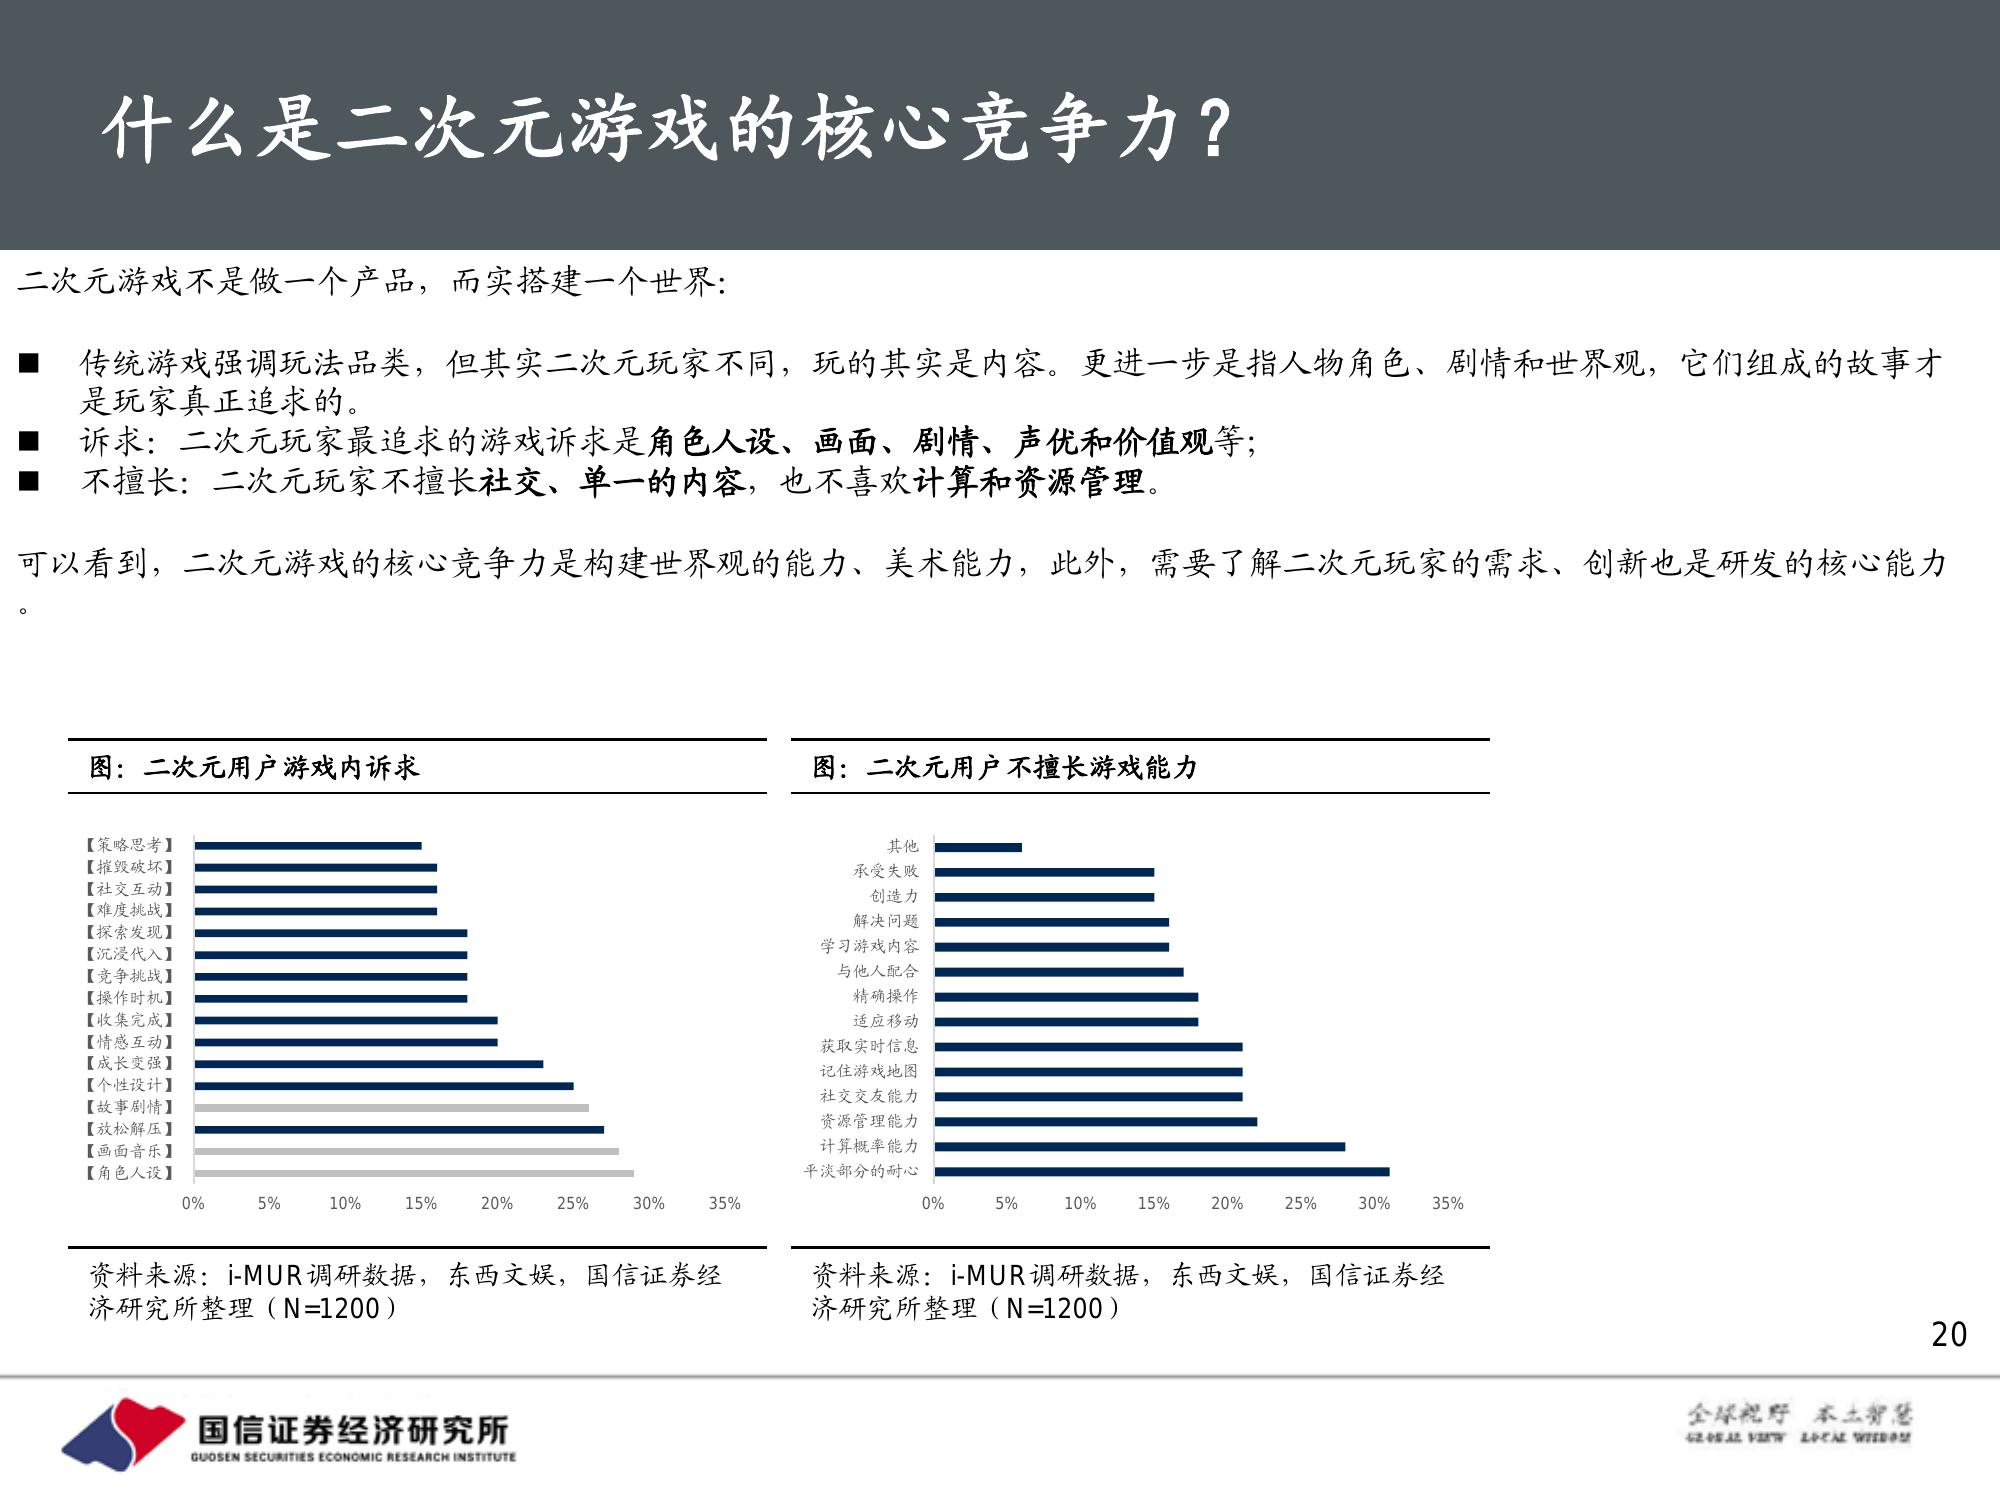 什么是二次元游戏的核心竞争力？
二次元游戏不是做一个产品，而实搭建一个世界：
■ 传统游戏强调玩法品类，但其实二次元玩家不同，玩的其实是内容。更进一步是指人物角色、剧情和世界观，它们组成的故事才
是玩家真正追求的。
■ 诉求：二次元玩家最追求的游戏诉求是角色人设、画面、剧情、声优和价值观等；
■ 不擅长：二次元玩家不擅长社交、单一的内容，也不喜欢计算和资源管理。
可以看到，二次元游戏的核心竞争力是构建世界观的能力、美术能力，此外，需要了解二次元玩家的需求、创新也是研发的核心能力
。
图：二次元用户游戏内诉求
【策略思考】
【摧毁破坏】
【社交互动】
【难度挑战】
【探索发现】
【沉浸代入】
【竞争挑战】
【操作时机】
【收集完成】
【情感互动】
【成长变强】
【个性设计】
【故事剧情】
【放松解压】
【画面音乐】
【角色人设】
0% 5% 10% 15% 20% 25% 30% 35%
资料来源：i-MUR调研数据，东西文娱，国信证券经
济研究所整理（N=1200）
图：二次元用户不擅长游戏能力
其他
承受失败
创造力
解决问题
学习游戏内容
与他人配合
精确操作
适应移动
获取实时信息
记住游戏地图
社交交友能力
资源管理能力
计算概率能力
平淡部分的耐心
0% 5% 10% 15% 20% 25% 30% 35%
资料来源：i-MUR调研数据，东西文娱，国信证券经
济研究所整理（N=1200）
20
国信证券经济研究所
GUOSEN SECURITIES ECONOMIC RESEARCH INSTITUTE
全球视野 本土智慧
GLOBAL VIEW LOCAL WISDOM